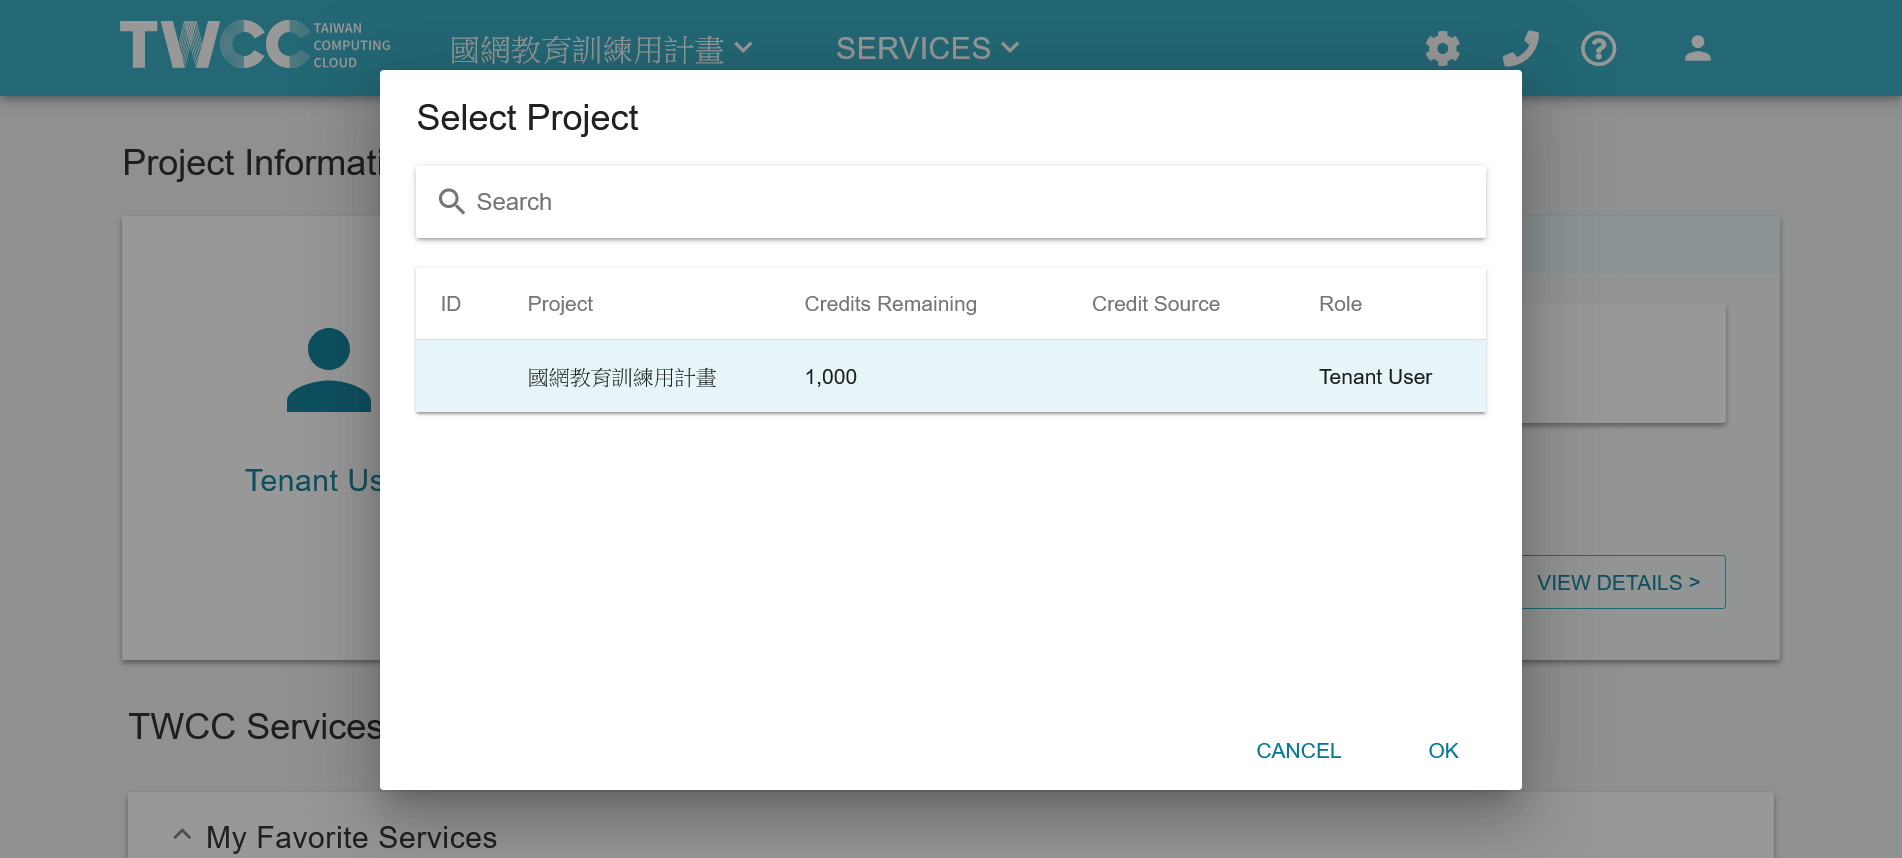 TWCC TAIWAN COMPUTING CLOUD
國網教育訓練用計畫 SERVICES
Select Project
Project Informati
Search
ID Project Credits Remaining Credit Source Role
國網教育訓練用計畫 1,000 Tenant User
Tenant Us
VIEW DETAILS >
TWCC Services
CANCEL OK
My Favorite Services